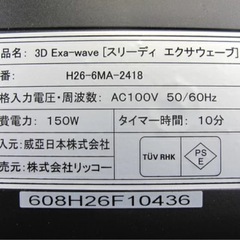 品名: 3D Exa-wave [スリーディ エクサウェーブ]
番: H26-6MA-2418
格入力電圧・周波数: AC100V 50/60Hz
費電力: 150W タイマー時間: 10分
入元: 威亞日本株式会社
売元: 株式会社リッコー
TÜV RHK
PS
E
608H26F10436